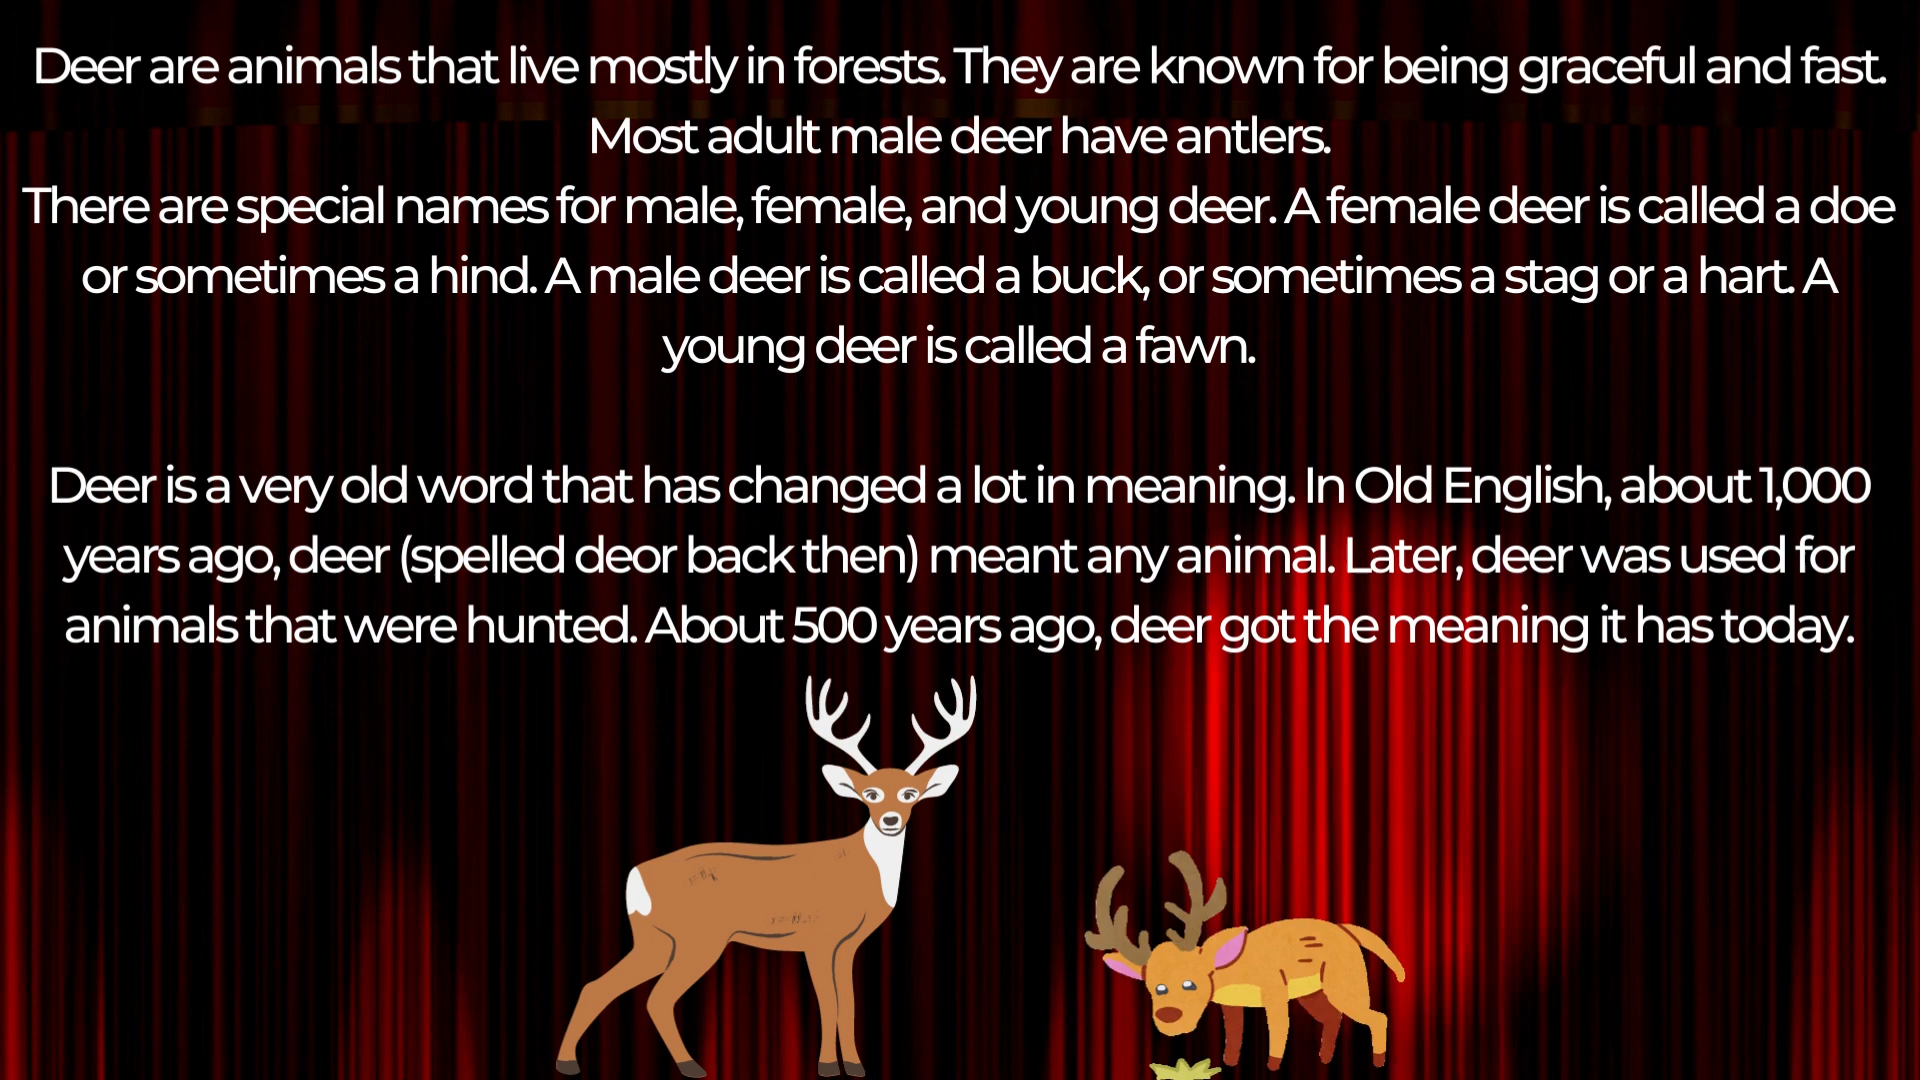 Deer are animals that live mostly in forests. They are known for being graceful and fast.
Most adult male deer have antlers.
There are special names for male, female, and young deer. A female deer is called a doe
or sometimes a hind. A male deer is called a buck, or sometimes a stag or a hart. A
young deer is called a fawn.
Deer is a very old word that has changed a lot in meaning. In Old English, about 1,000
years ago, deer (spelled deor back then) meant any animal. Later, deer was used for
animals that were hunted. About 500 years ago, deer got the meaning it has today.